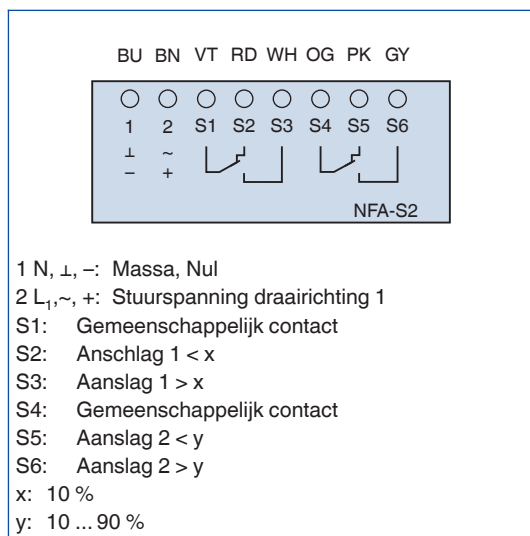 BU BN VT RD WH OG PK GY
1 2 S1 S2 S3 S4 S5 S6
⊥ ~
– +
NFA-S2
1 N, ⊥, –: Massa, Nul
2 L₁,~, +: Stuurspanning draairichting 1
S1: Gemeenschappelijk contact
S2: Anschlag 1 < x
S3: Aanslag 1 > x
S4: Gemeenschappelijk contact
S5: Aanslag 2 < y
S6: Aanslag 2 > y
x: 10 %
y: 10 ... 90 %